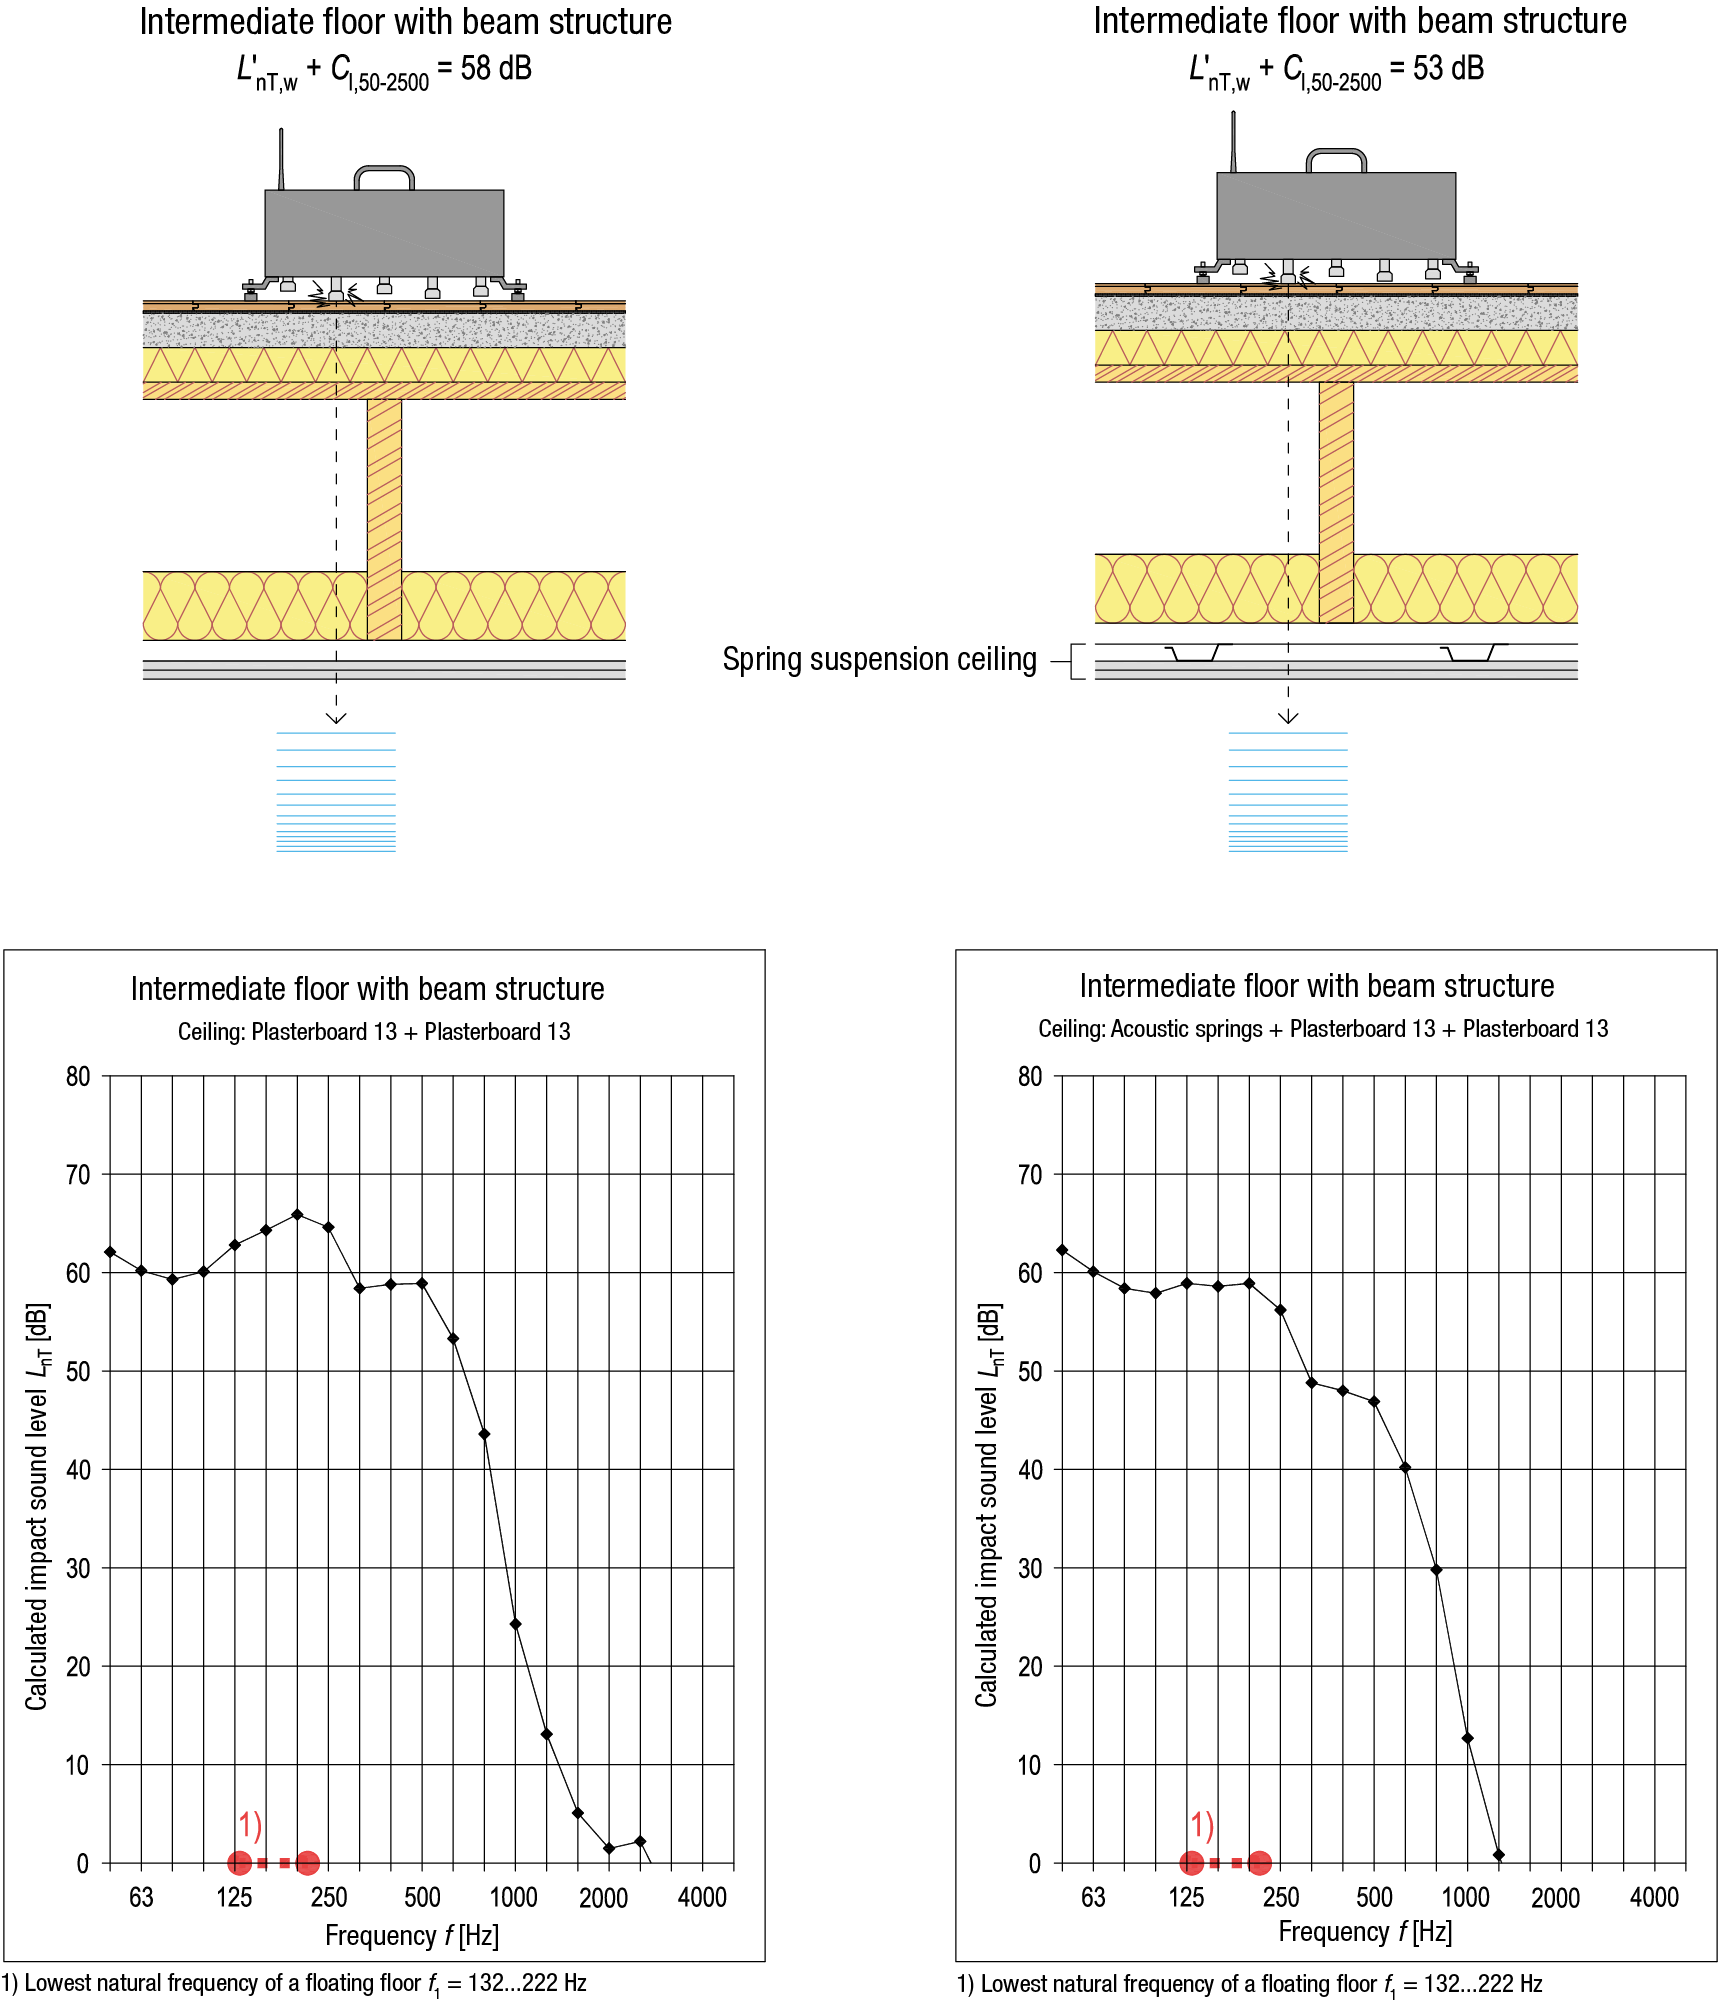 Intermediate floor with beam structure
L'nT,w + CI,50-2500 = 58 dB
Intermediate floor with beam structure
L'nT,w + CI,50-2500 = 53 dB
Spring suspension ceiling
Intermediate floor with beam structure
Ceiling: Plasterboard 13 + Plasterboard 13
80
70
60
50
40
30
20
10
0
Calculated impact sound level LnT [dB]
1)
63 125 250 500 1000 2000 4000
Frequency f [Hz]
1) Lowest natural frequency of a floating floor f1 = 132...222 Hz
Intermediate floor with beam structure
Ceiling: Acoustic springs + Plasterboard 13 + Plasterboard 13
80
70
60
50
40
30
20
10
0
Calculated impact sound level LnT [dB]
1)
63 125 250 500 1000 2000 4000
Frequency f [Hz]
1) Lowest natural frequency of a floating floor f1 = 132...222 Hz